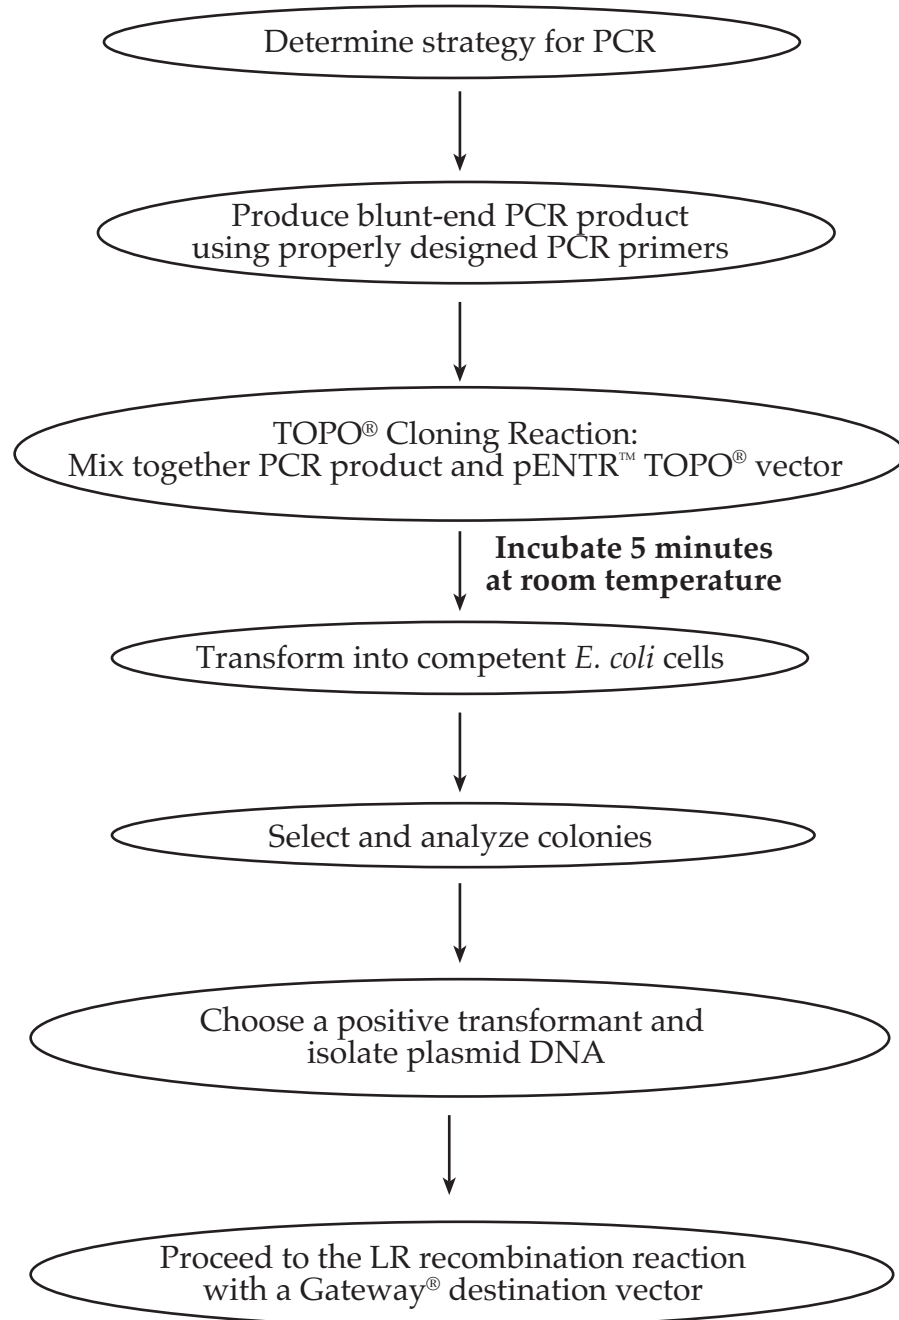 Determine strategy for PCR
Produce blunt-end PCR product
using properly designed PCR primers
TOPO® Cloning Reaction:
Mix together PCR product and pENTR™ TOPO® vector
Incubate 5 minutes
at room temperature
Transform into competent E. coli cells
Select and analyze colonies
Choose a positive transformant and
isolate plasmid DNA
Proceed to the LR recombination reaction
with a Gateway® destination vector